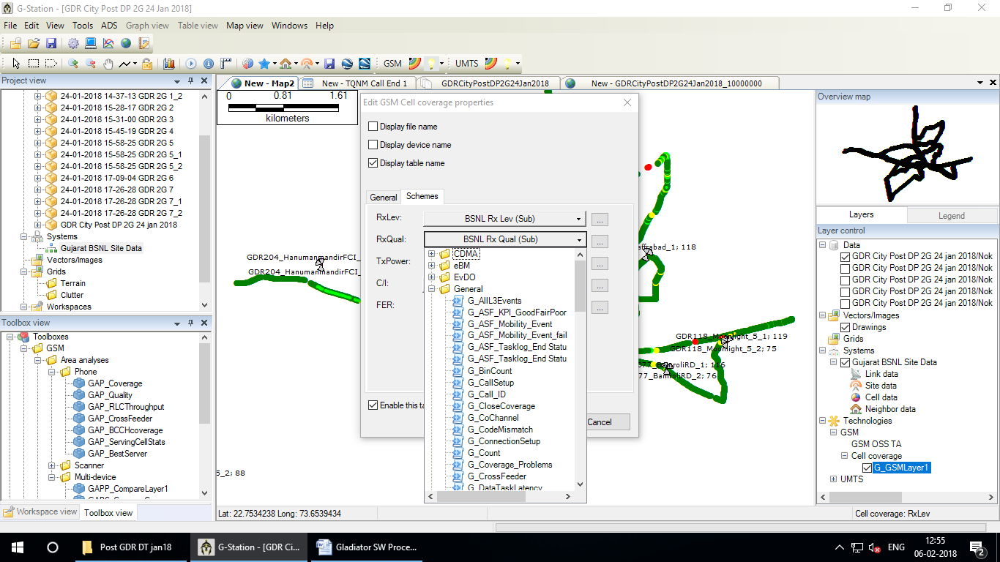 G-Station - [GDR City Post DP 2G 24 Jan 2018]
File Edit View Tools ADS Graph view Table view Map view Windows Help
GSM UMTS
Project view
24-01-2018 14-37-13 GDR 2G 1_2
24-01-2018 15-28-17 GDR 2G 2
24-01-2018 15-31-00 GDR 2G 3
24-01-2018 15-45-19 GDR 2G 4
24-01-2018 15-58-25 GDR 2G 5
24-01-2018 15-58-25 GDR 2G 5_1
24-01-2018 15-58-25 GDR 2G 5_2
24-01-2018 17-09-04 GDR 2G 6
24-01-2018 17-26-28 GDR 2G 7
24-01-2018 17-26-28 GDR 2G 7_1
24-01-2018 17-26-28 GDR 2G 7_2
GDR City Post DP 2G 24 jan 2018
Systems
Gujarat BSNL Site Data
Vectors/Images
Grids
Terrain
Clutter
Workspaces
Toolbox view
Toolboxes
GSM
Area analyses
Phone
GAP_Coverage
GAP_Quality
GAP_RLCThroughput
GAP_CrossFeeder
GAP_BCCHcoverage
GAP_ServingCellStats
GAP_BestServer
Scanner
Multi-device
GAPP_CompareLayer1
Workspace view Toolbox view
New - Map2 New - TQNM Call End 1 GDRCityPostDP2G24Jan2018 New - GDRCityPostDP2G24Jan2018_10000000
0 0.81 1.61
kilometers
GDR204_HanumanmandirFCI_
GDR204_HanumanmandirFCI_
5_2; 88
Edit GSM Cell coverage properties
Display file name
Display device name
Display table name
General Schemes
RxLev: BSNL Rx Lev (Sub) ...
RxQual: BSNL Rx Qual (Sub) ...
TxPower: ...
C/I: ...
FER: ...
CDMA
eBM
EvDO
General
G_AllL3Events
G_ASF_KPI_GoodFairPoor
G_ASF_Mobility_Event
G_ASF_Mobility_Event_fail
G_ASF_Tasklog_End Statu
G_ASF_Tasklog_End Statu
G_BinCount
G_CallSetup
G_Call_ID
G_CloseCoverage
G_CoChannel
G_CodeMismatch
G_ConnectionSetup
G_Count
G_Coverage_Problems
G_CrossFeeder
G_DataTaskLatency
Enable this ta
Cancel
abad_1; 118
GDR118_Moonlight_5_1; 119
GDR118_Moonlight_5_2; 75
77_BamroliRD_1; 116
77_BamroliRD_2; 76
Lat: 22.7534238 Long: 73.6539434
Overview map
Layers Legend
Layer control
Data
GDR City Post DP 2G 24 jan 2018/Nok
GDR City Post DP 2G 24 jan 2018/Nok
GDR City Post DP 2G 24 jan 2018/Nok
GDR City Post DP 2G 24 jan 2018/Nok
GDR City Post DP 2G 24 jan 2018/Nok
Vectors/Images
Drawings
Grids
Systems
Gujarat BSNL Site Data
Link data
Site data
Cell data
Neighbor data
Technologies
GSM
GSM OSS TA
Cell coverage
G_GSMLayer1
UMTS
Cell coverage: RxLev
Post GDR DT jan18
G-Station - [GDR Ci...
Gladiator SW Proce...
ENG
12:55
06-02-2018
2